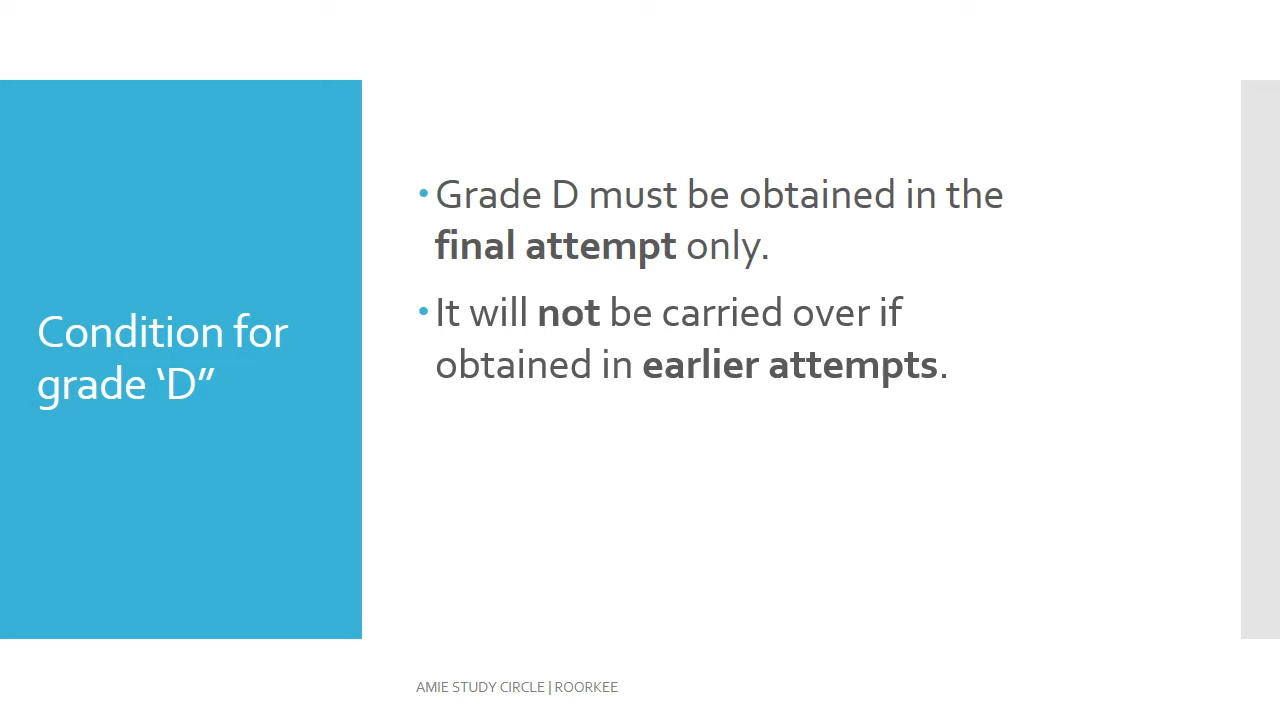 Condition for
grade ‘D”
• Grade D must be obtained in the
final attempt only.
• It will not be carried over if
obtained in earlier attempts.
AMIE STUDY CIRCLE | ROORKEE